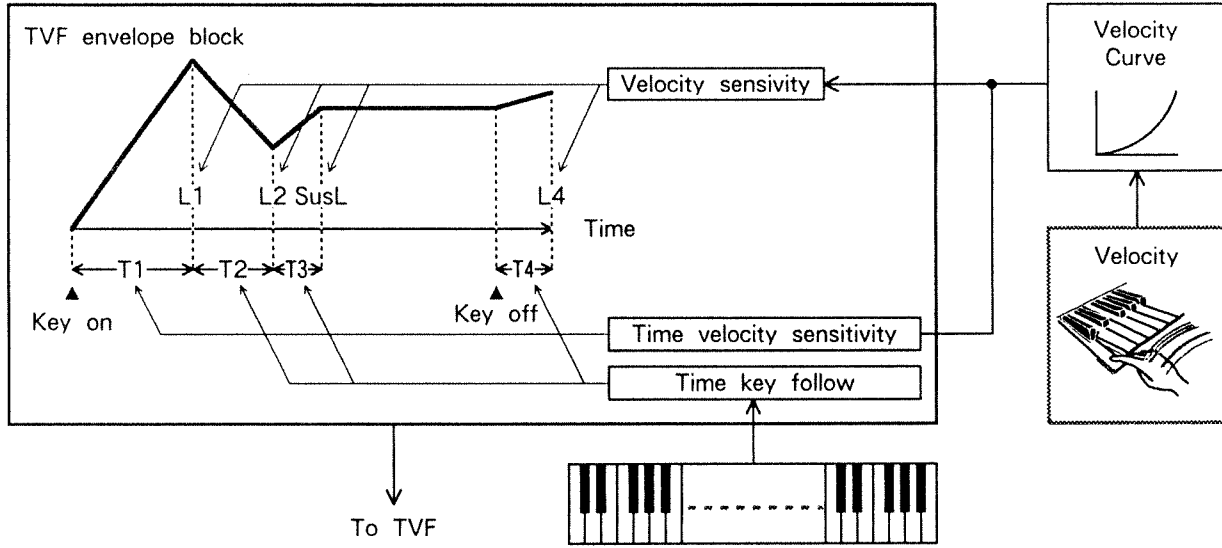 TVF envelope block
Velocity sensivity
Velocity
Curve
L1
L2
SusL
L4
Time
T1
T2
T3
T4
Velocity
Key on
Key off
Time velocity sensitivity
Time key follow
To TVF